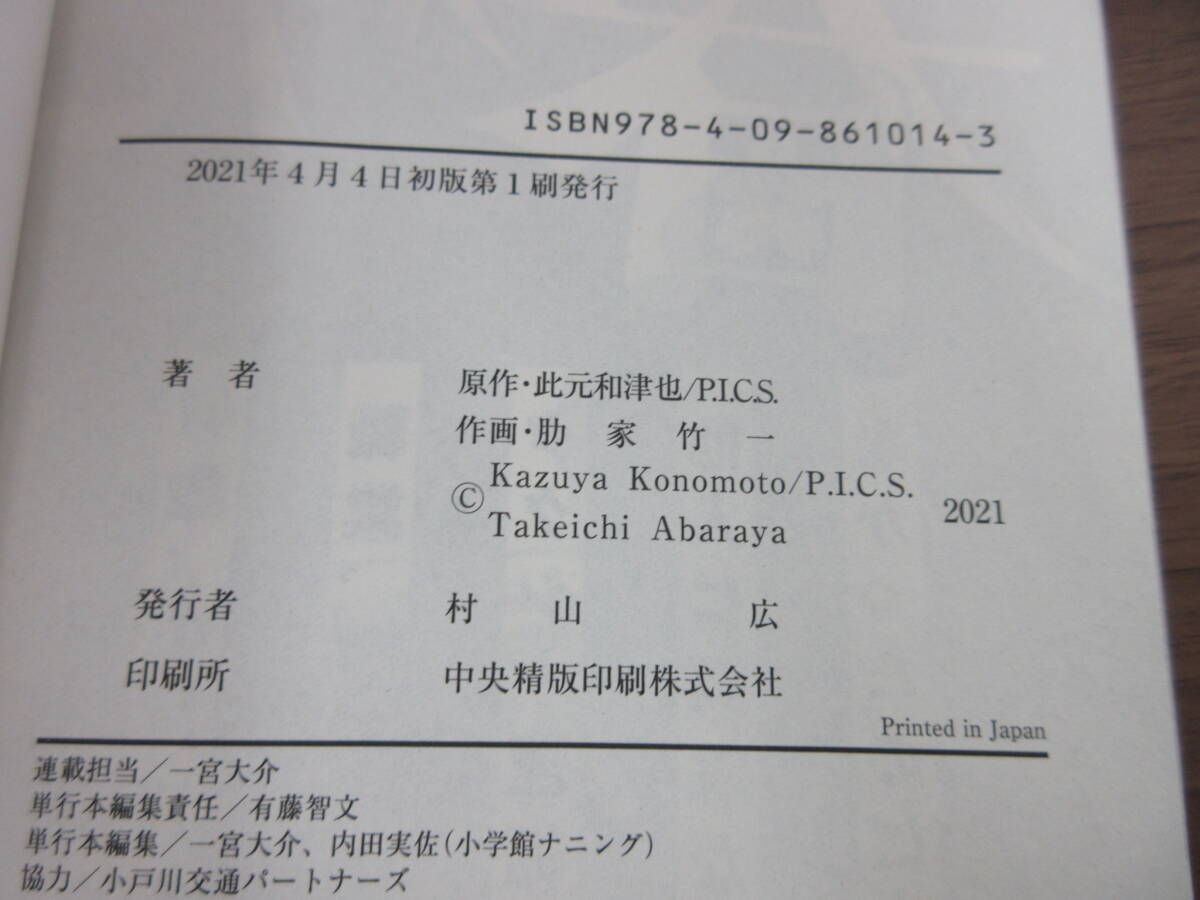 ISBN978-4-09-861014-3
2021年4月4日初版第1刷発行
著 者 原作・此元和津也/P.I.C.S.
作画・肋 家 竹 一
© Kazuya Konomoto/P.I.C.S. 2021
Takeichi Abaraya
発行者 村 山 広
印刷所 中央精版印刷株式会社
Printed in Japan
連載担当/一宮大介
単行本編集責任/有藤智文
単行本編集/一宮大介、内田実佐(小学館ナニング)
協力/小戸川交通パートナーズ